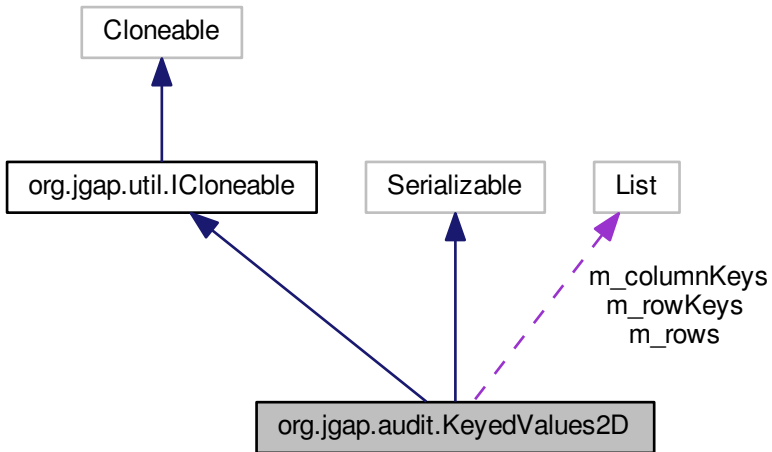 Cloneable
org.jgap.util.ICloneable
Serializable
List
m_columnKeys
m_rowKeys
m_rows
org.jgap.audit.KeyedValues2D